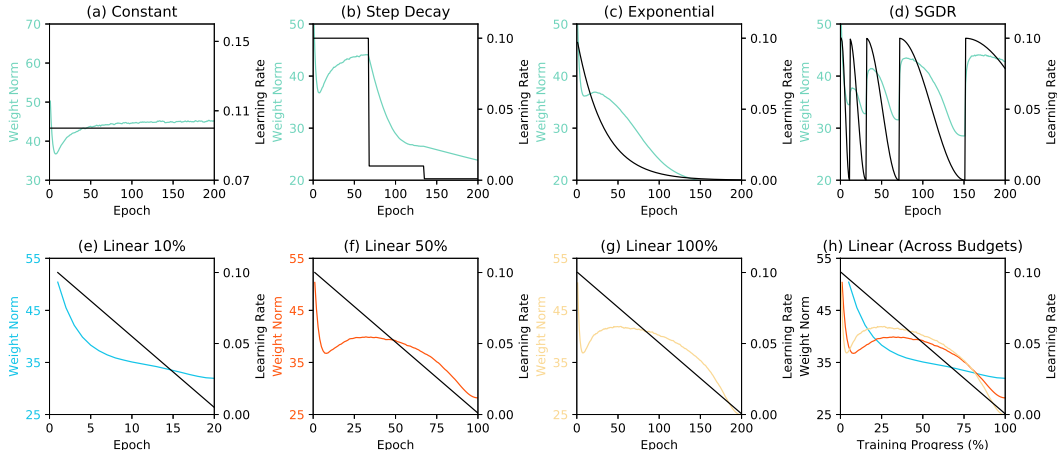 (a) Constant
70
60
50
40
30
Weight Norm
0.15
0.11
0.07
Learning Rate
0 50 100 150 200
Epoch
(b) Step Decay
50
40
30
20
Weight Norm
0.10
0.05
0.00
Learning Rate
0 50 100 150 200
Epoch
(c) Exponential
50
40
30
20
Weight Norm
0.10
0.05
0.00
Learning Rate
0 50 100 150 200
Epoch
(d) SGDR
50
40
30
20
Weight Norm
0.10
0.05
0.00
Learning Rate
0 50 100 150 200
Epoch
(e) Linear 10%
55
45
35
25
Weight Norm
0.10
0.05
0.00
Learning Rate
0 5 10 15 20
Epoch
(f) Linear 50%
55
45
35
25
Weight Norm
0.10
0.05
0.00
Learning Rate
0 25 50 75 100
Epoch
(g) Linear 100%
55
45
35
25
Weight Norm
0.10
0.05
0.00
Learning Rate
0 50 100 150 200
Epoch
(h) Linear (Across Budgets)
55
45
35
25
Weight Norm
0.10
0.05
0.00
Learning Rate
0 25 50 75 100
Training Progress (%)